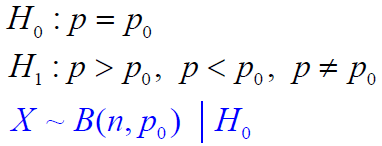 H₀ : p = p₀
H₁ : p > p₀, p < p₀, p ≠ p₀
X ~ B(n, p₀) | H₀